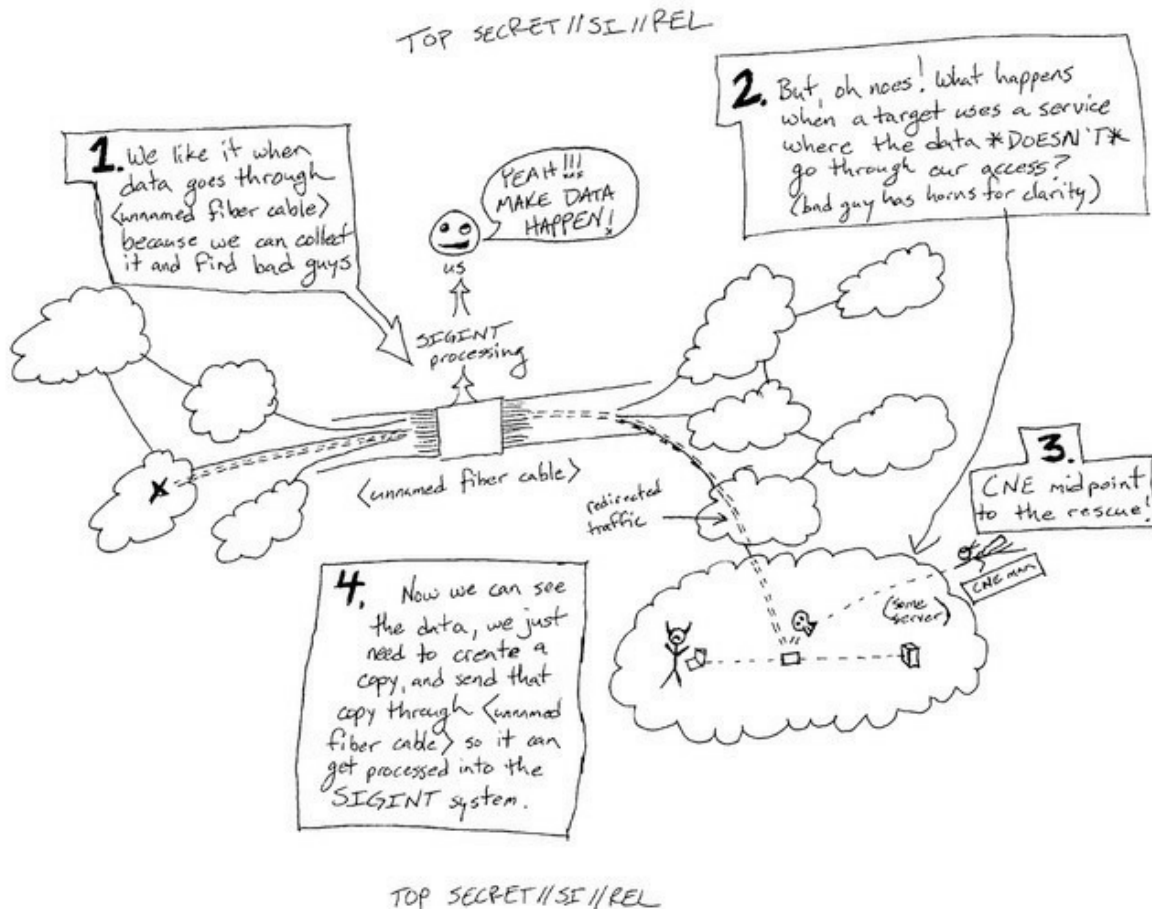 TOP SECRET//SI//REL
1. We like it when
data goes through
<unnamed fiber cable>
because we can collect
it and find bad guys
YEAH!!!
MAKE DATA
HAPPEN!
us
SIGINT
processing
2. But, oh noes! What happens
when a target uses a service
where the data *DOESN'T*
go through our access?
(bad guy has horns for clarity)
<unnamed fiber cable>
redirected
traffic
3.
CNE midpoint
to the rescue!
CNE man
(some
server)
4. Now we can see
the data, we just
need to create a
copy, and send that
copy through <unnamed
fiber cable> so it can
get processed into the
SIGINT system.
TOP SECRET//SI//REL